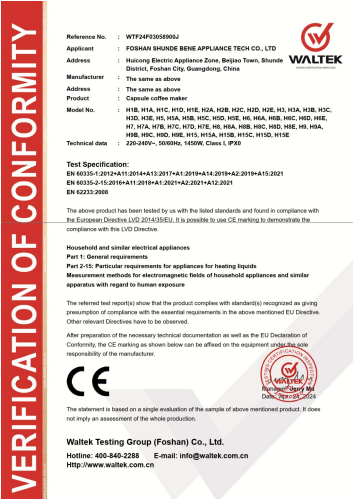 VERIFICATION OF CONFORMITY
WALTEK
Reference No. : WTF24F03058900J
Applicant : FOSHAN SHUNDE BENE APPLIANCE TECH CO., LTD
Address : Huicong Electric Appliance Zone, Beijiao Town, Shunde
District, Foshan City, Guangdong, China
Manufacturer : The same as above
Address : The same as above
Product : Capsule coffee maker
Model No. : H1B, H1A, H1C, H1D, H1E, H2A, H2B, H2C, H2D, H2E, H3, H3A, H3B, H3C,
H3D, H3E, H5, H5A, H5B, H5C, H5D, H5E, H6, H6A, H6B, H6C, H6D, H6E,
H7, H7A, H7B, H7C, H7D, H7E, H8, H8A, H8B, H8C, H8D, H8E, H9, H9A,
H9B, H9C, H9D, H9E, H15, H15A, H15B, H15C, H15D, H15E
Technical data : 220-240V~, 50/60Hz, 1450W, Class I, IPX0
Test Specification:
EN 60335-1:2012+A11:2014+A13:2017+A1:2019+A14:2019+A2:2019+A15:2021
EN 60335-2-15:2016+A11:2018+A1:2021+A2:2021+A12:2021
EN 62233:2008
The above product has been tested by us with the listed standards and found in compliance with
the European Directive LVD 2014/35/EU. It is possible to use CE marking to demonstrate the
compliance with this LVD Directive.
Household and similar electrical appliances
Part 1: General requirements
Part 2-15: Particular requirements for appliances for heating liquids
Measurement methods for electromagnetic fields of household appliances and similar
apparatus with regard to human exposure
The referred test report(s) show that the product complies with standard(s) recognized as giving
presumption of compliance with the essential requirements in the above mentioned EU Directive.
Other relevant Directives have to be observed.
After preparation of the necessary technical documentation as well as the EU Declaration of
Conformity, the CE marking as shown below can be affixed on the equipment under the sole
responsibility of the manufacturer.
CE
WALTEK
Manager: Jerry Ma
Date: Apr. 24, 2024
The statement is based on a single evaluation of the sample of above mentioned product. It does
not imply an assessment of the whole production.
Waltek Testing Group (Foshan) Co., Ltd.
Hotline: 400-840-2288 E-mail: info@waltek.com.cn
Http://www.waltek.com.cn